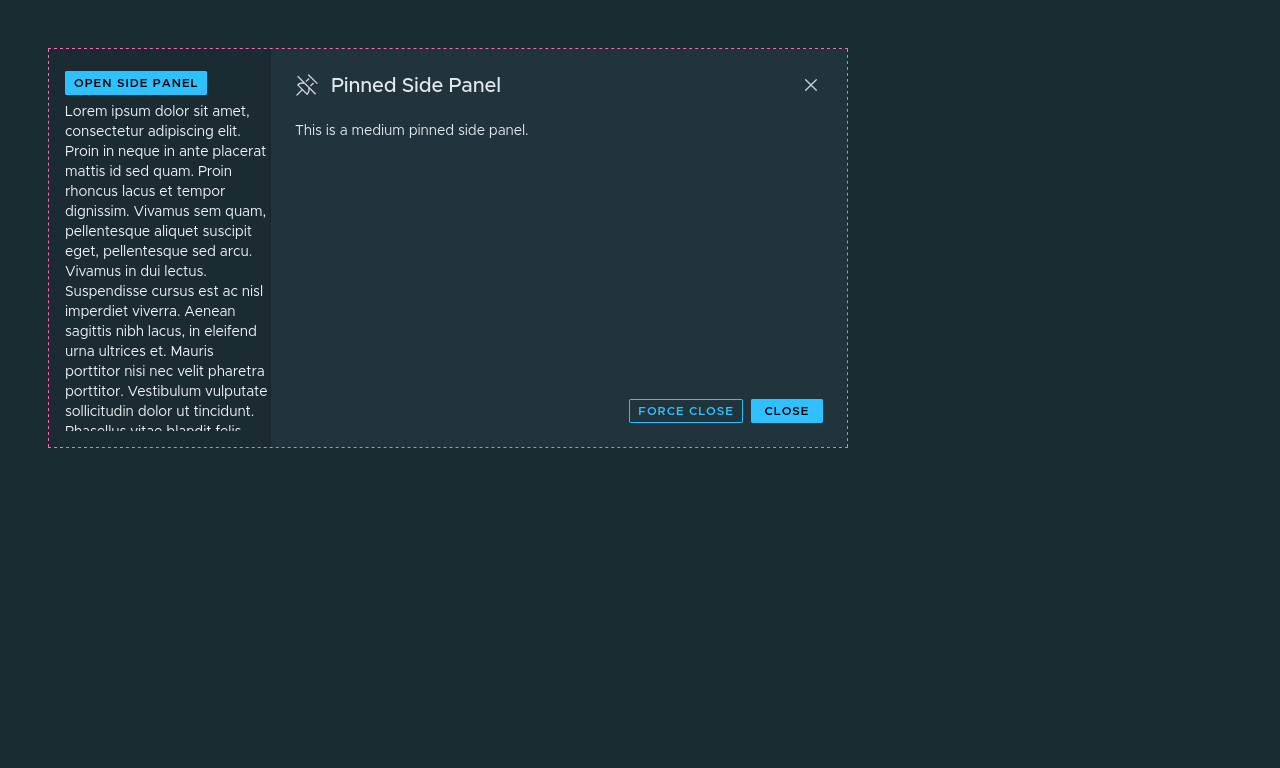 OPEN SIDE PANEL
Lorem ipsum dolor sit amet,
consectetur adipiscing elit.
Proin in neque in ante placerat
mattis id sed quam. Proin
rhoncus lacus et tempor
dignissim. Vivamus sem quam,
pellentesque aliquet suscipit
eget, pellentesque sed arcu.
Vivamus in dui lectus.
Suspendisse cursus est ac nisl
imperdiet viverra. Aenean
sagittis nibh lacus, in eleifend
urna ultrices et. Mauris
porttitor nisi nec velit pharetra
porttitor. Vestibulum vulputate
sollicitudin dolor ut tincidunt.
Phasellus vitae blandit felis
Pinned Side Panel
This is a medium pinned side panel.
FORCE CLOSE
CLOSE